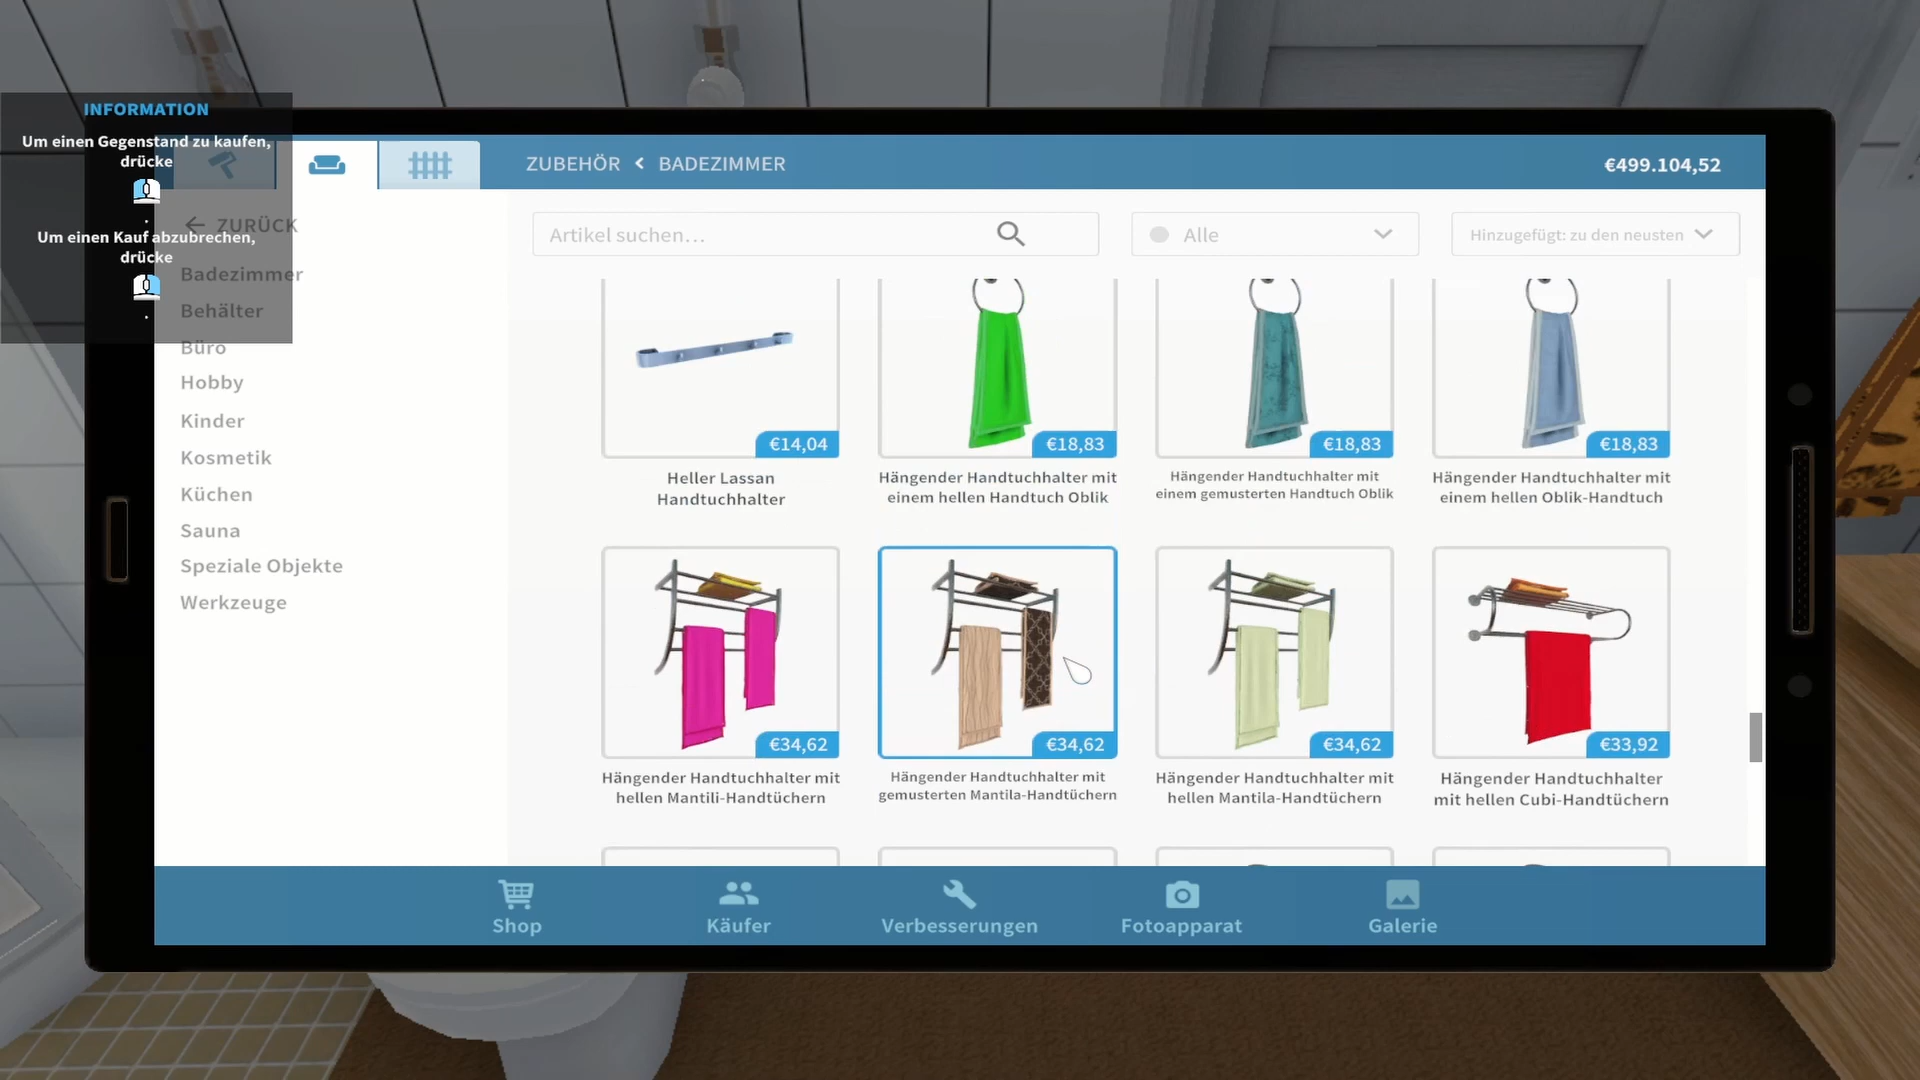 INFORMATION
Um einen Gegenstand zu kaufen,
drücke
.
Um einen Kauf abzubrechen,
drücke
.
ZUBEHÖR < BADEZIMMER
€499.104,52
← ZURÜCK
Badezimmer
Behälter
Büro
Hobby
Kinder
Kosmetik
Küchen
Sauna
Speziale Objekte
Werkzeuge
Artikel suchen...
Alle
Hinzugefügt: zu den neusten
€14,04
€18,83
€18,83
€18,83
Heller Lassan
Handtuchhalter
Hängender Handtuchhalter mit
einem hellen Handtuch Oblik
Hängender Handtuchhalter mit
einem gemusterten Handtuch Oblik
Hängender Handtuchhalter mit
einem hellen Oblik-Handtuch
€34,62
€34,62
€34,62
€33,92
Hängender Handtuchhalter mit
hellen Mantili-Handtüchern
Hängender Handtuchhalter mit
gemusterten Mantila-Handtüchern
Hängender Handtuchhalter mit
hellen Mantila-Handtüchern
Hängender Handtuchhalter
mit hellen Cubi-Handtüchern
Shop
Käufer
Verbesserungen
Fotoapparat
Galerie